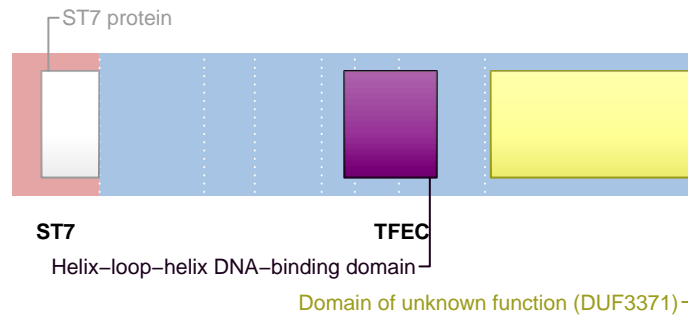 ST7 protein
ST7 TFEC
Helix−loop−helix DNA−binding domain
Domain of unknown function (DUF3371)